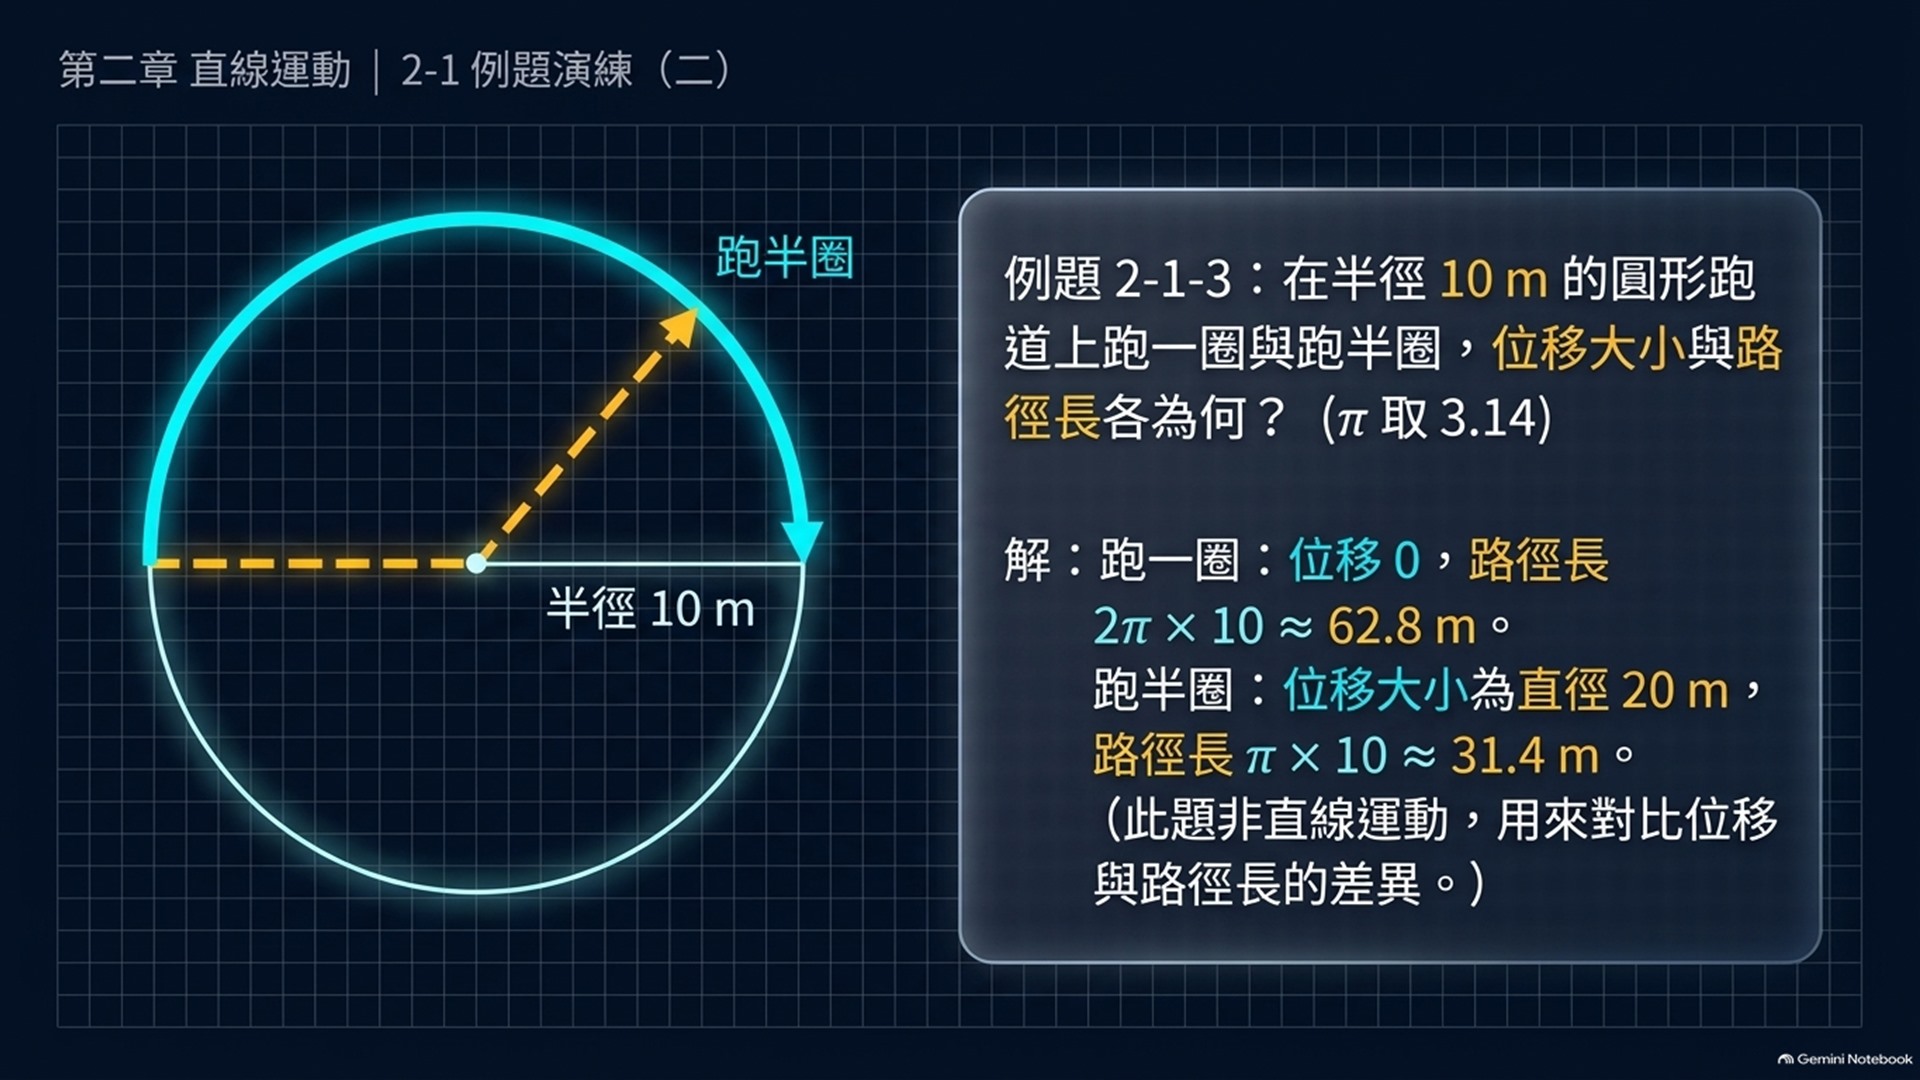 第二章 直線運動｜2-1 例題演練（二）
跑半圈
半徑 10 m
例題 2-1-3：在半徑 10 m 的圓形跑
道上跑一圈與跑半圈，位移大小與路
徑長各為何？（π 取 3.14）
解：跑一圈：位移 0，路徑長
2π × 10 ≈ 62.8 m。
跑半圈：位移大小為直徑 20 m，
路徑長 π × 10 ≈ 31.4 m。
（此題非直線運動，用來對比位移
與路徑長的差異。）
Gemini Notebook